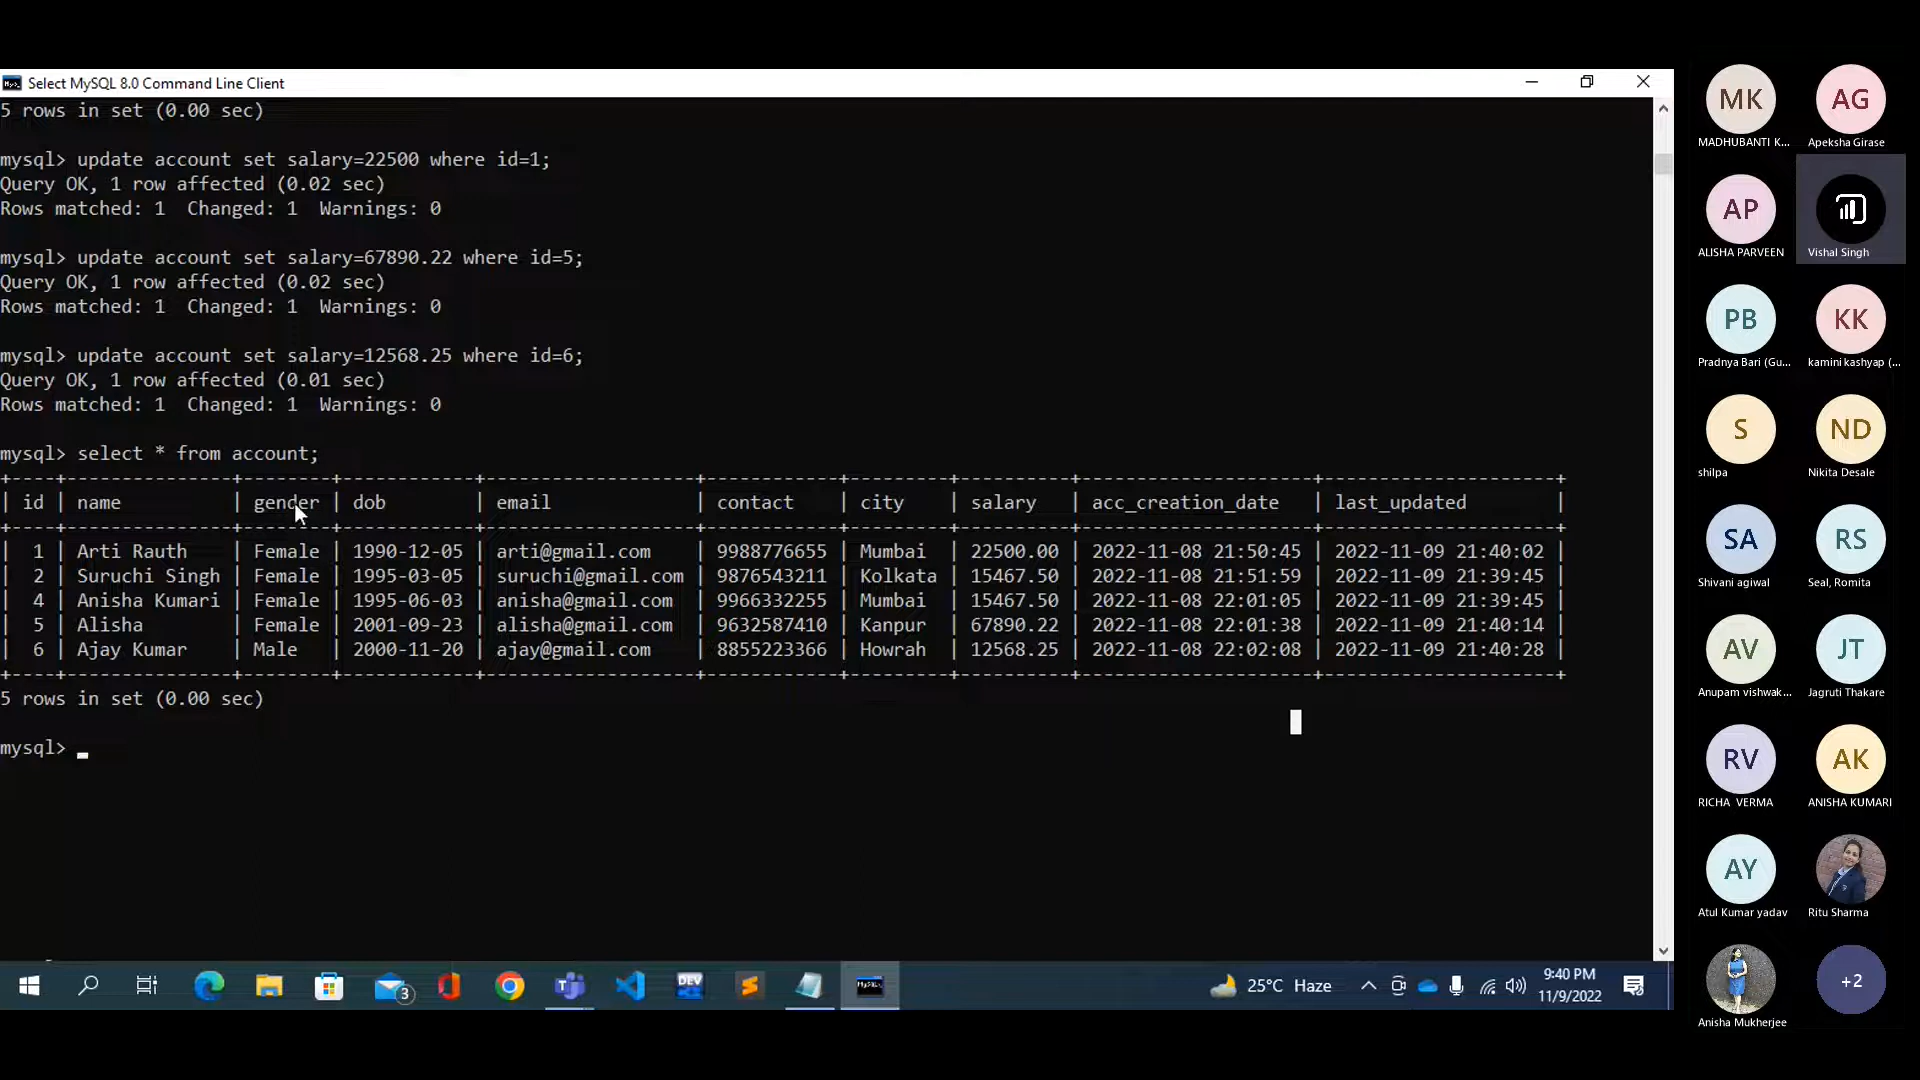 Select MySQL 8.0 Command Line Client
5 rows in set (0.00 sec)
mysql> update account set salary=22500 where id=1;
Query OK, 1 row affected (0.02 sec)
Rows matched: 1  Changed: 1  Warnings: 0
mysql> update account set salary=67890.22 where id=5;
Query OK, 1 row affected (0.02 sec)
Rows matched: 1  Changed: 1  Warnings: 0
mysql> update account set salary=12568.25 where id=6;
Query OK, 1 row affected (0.01 sec)
Rows matched: 1  Changed: 1  Warnings: 0
mysql> select * from account;
| id | name | gender | dob | email | contact | city | salary | acc_creation_date | last_updated |
| 1 | Arti Rauth | Female | 1990-12-05 | arti@gmail.com | 9988776655 | Mumbai | 22500.00 | 2022-11-08 21:50:45 | 2022-11-09 21:40:02 |
| 2 | Suruchi Singh | Female | 1995-03-05 | suruchi@gmail.com | 9876543211 | Kolkata | 15467.50 | 2022-11-08 21:51:59 | 2022-11-09 21:39:45 |
| 4 | Anisha Kumari | Female | 1995-06-03 | anisha@gmail.com | 9966332255 | Mumbai | 15467.50 | 2022-11-08 22:01:05 | 2022-11-09 21:39:45 |
| 5 | Alisha | Female | 2001-09-23 | alisha@gmail.com | 9632587410 | Kanpur | 67890.22 | 2022-11-08 22:01:38 | 2022-11-09 21:40:14 |
| 6 | Ajay Kumar | Male | 2000-11-20 | ajay@gmail.com | 8855223366 | Howrah | 12568.25 | 2022-11-08 22:02:08 | 2022-11-09 21:40:28 |
5 rows in set (0.00 sec)
mysql>
3
DEV
MySQL
25°C Haze
9:40 PM
11/9/2022
MK
MADHUBANTI K...
AG
Apeksha Girase
AP
ALISHA PARVEEN
Vishal Singh
PB
Pradnya Bari (Gu...
KK
kamini kashyap (...
S
shilpa
ND
Nikita Desale
SA
Shivani agiwal
RS
Seal, Romita
AV
Anupam vishwak...
JT
Jagruti Thakare
RV
RICHA VERMA
AK
ANISHA KUMARI
AY
Atul Kumar yadav
Ritu Sharma
Anisha Mukherjee
+2